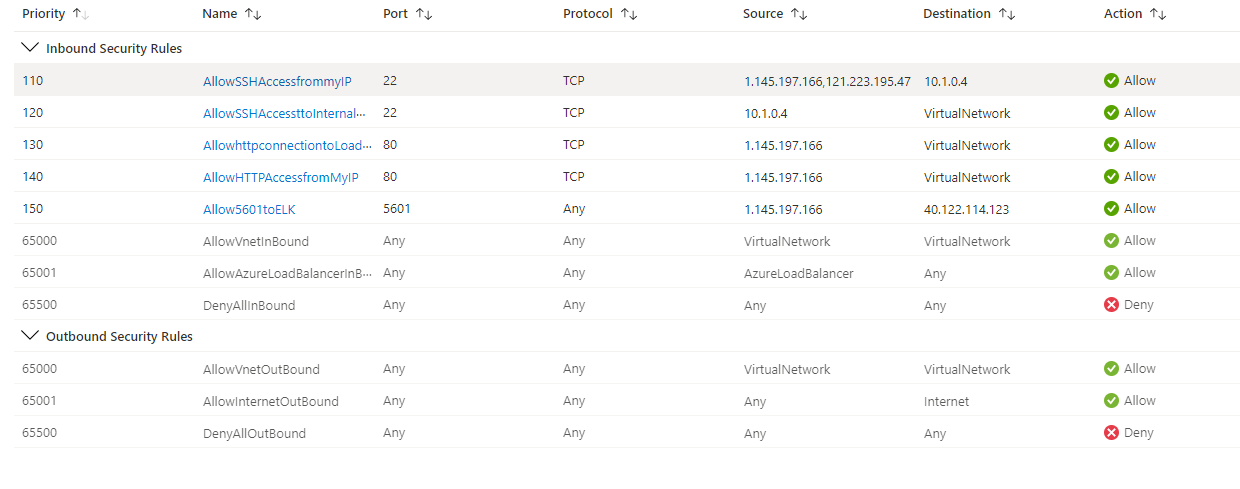 Priority Name Port Protocol Source Destination Action
Inbound Security Rules
110 AllowSSHAccessfrommyIP 22 TCP 1.145.197.166,121.223.195.47 10.1.0.4 Allow
120 AllowSSHAccessttoInternal... 22 TCP 10.1.0.4 VirtualNetwork Allow
130 AllowhttpconnectiontoLoad... 80 TCP 1.145.197.166 VirtualNetwork Allow
140 AllowHTTPAccessfromMyIP 80 TCP 1.145.197.166 VirtualNetwork Allow
150 Allow5601toELK 5601 Any 1.145.197.166 40.122.114.123 Allow
65000 AllowVnetInBound Any Any VirtualNetwork VirtualNetwork Allow
65001 AllowAzureLoadBalancerInB... Any Any AzureLoadBalancer Any Allow
65500 DenyAllInBound Any Any Any Any Deny
Outbound Security Rules
65000 AllowVnetOutBound Any Any VirtualNetwork VirtualNetwork Allow
65001 AllowInternetOutBound Any Any Any Internet Allow
65500 DenyAllOutBound Any Any Any Any Deny